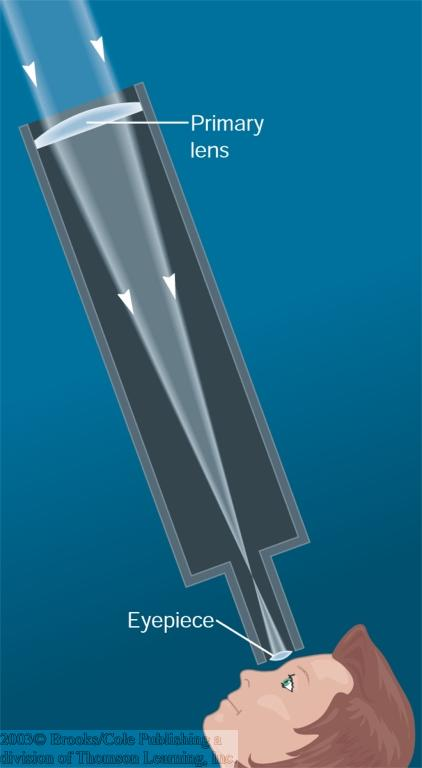 Primary
lens
Eyepiece
2003© Brooks/Cole Publishing a
division of Thomson Learning, Inc.